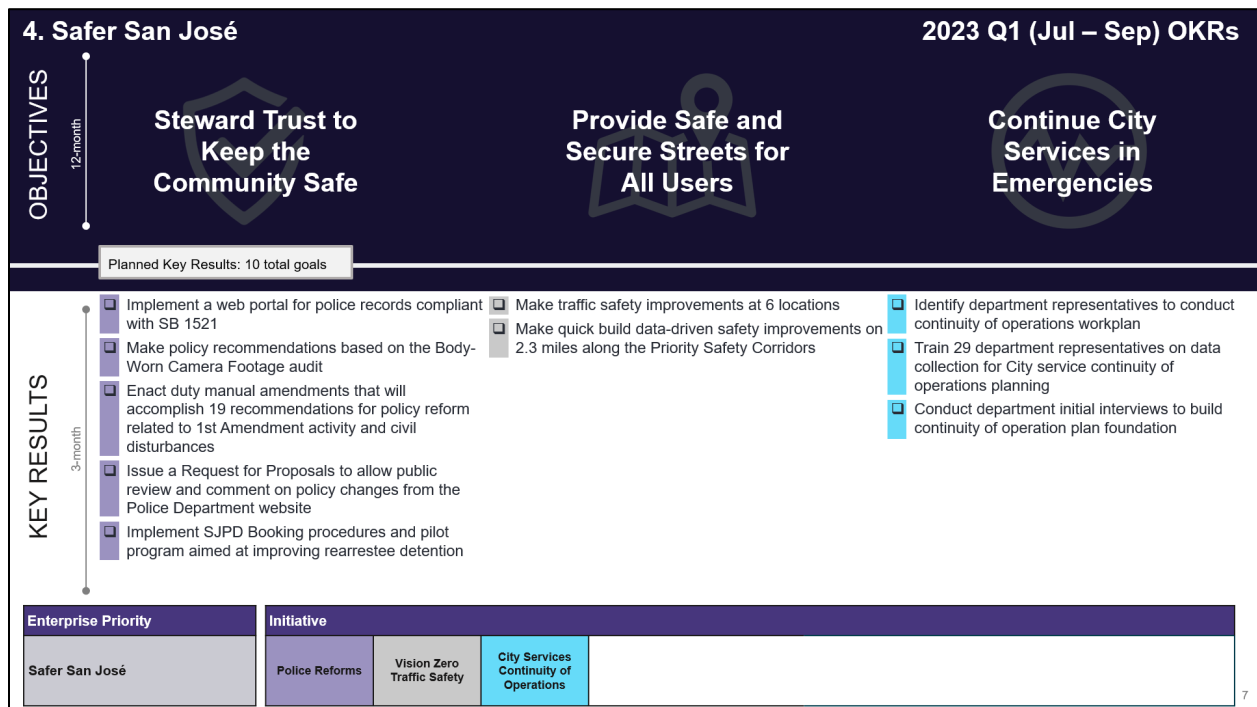 4. Safer San José
2023 Q1 (Jul – Sep) OKRs
OBJECTIVES
12-month
Steward Trust to
Keep the
Community Safe
Provide Safe and
Secure Streets for
All Users
Continue City
Services in
Emergencies
Planned Key Results: 10 total goals
KEY RESULTS
3-month
Implement a web portal for police records compliant
with SB 1521
Make policy recommendations based on the Body-
Worn Camera Footage audit
Enact duty manual amendments that will
accomplish 19 recommendations for policy reform
related to 1st Amendment activity and civil
disturbances
Issue a Request for Proposals to allow public
review and comment on policy changes from the
Police Department website
Implement SJPD Booking procedures and pilot
program aimed at improving rearrestee detention
Make traffic safety improvements at 6 locations
Make quick build data-driven safety improvements on
2.3 miles along the Priority Safety Corridors
Identify department representatives to conduct
continuity of operations workplan
Train 29 department representatives on data
collection for City service continuity of
operations planning
Conduct department initial interviews to build
continuity of operation plan foundation
Enterprise Priority
Initiative
Safer San José
Police Reforms
Vision Zero
Traffic Safety
City Services
Continuity of
Operations
7